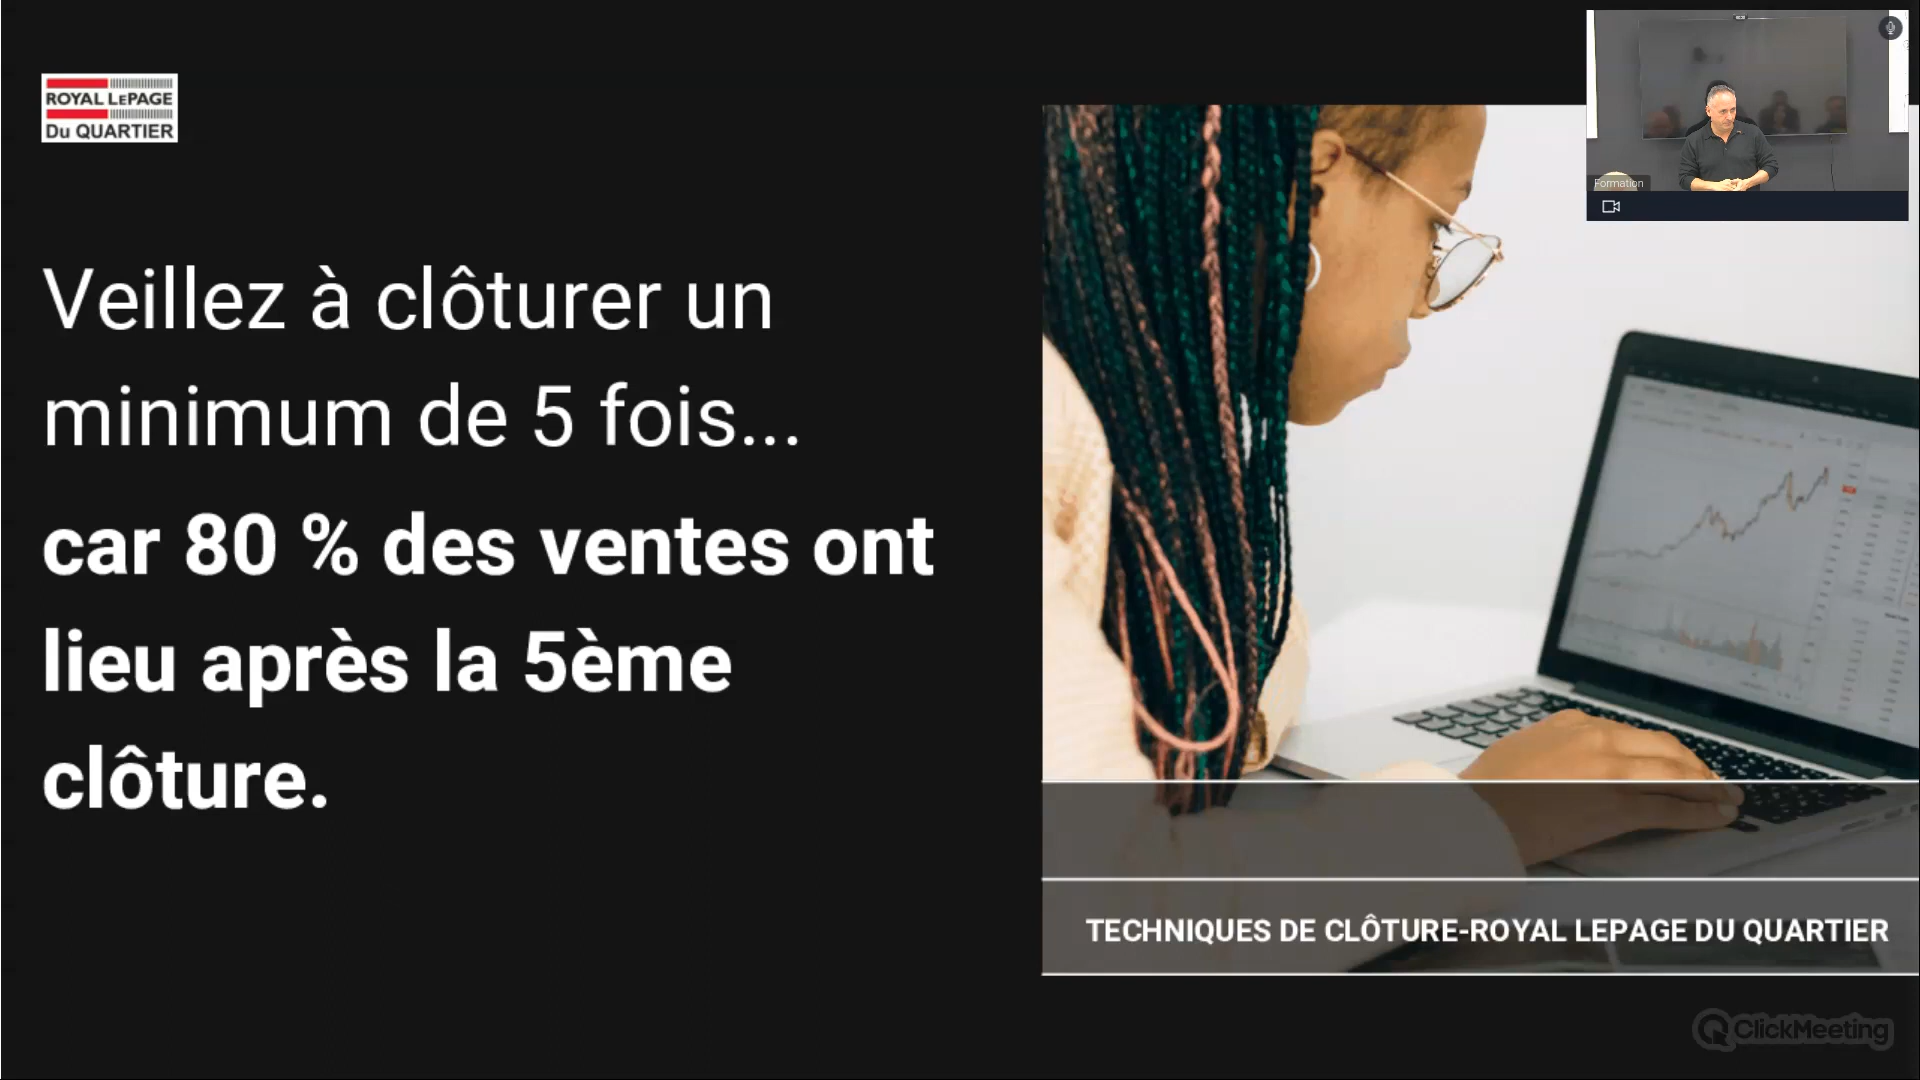 ROYAL LEPAGE
Du QUARTIER
Formation
Veillez à clôturer un
minimum de 5 fois...
car 80 % des ventes ont
lieu après la 5ème
clôture.
TECHNIQUES DE CLÔTURE-ROYAL LEPAGE DU QUARTIER
ClickMeeting